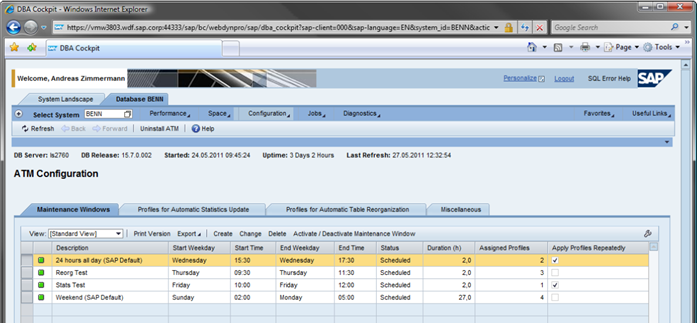 DBA Cockpit - Windows Internet Explorer
https://vmw3803.wdf.sap.corp:44333/sap/bc/webdynpro/sap/dba_cockpit?sap-client=000&sap-language=EN&system_id=BENN&actic
Google Search
DBA Cockpit
Page Tools
Welcome, Andreas Zimmermann
Personalize Logout SQL Error Help SAP
System Landscape Database BENN
Select System: BENN Performance Space Configuration Jobs Diagnostics Favorites Useful Links
Refresh Back Forward Uninstall ATM Help
DB Server: ls2760 DB Release: 15.7.0.002 Started: 24.05.2011 09:45:24 Uptime: 3 Days 2 Hours Last Refresh: 27.05.2011 12:32:54
ATM Configuration
Maintenance Windows Profiles for Automatic Statistics Update Profiles for Automatic Table Reorganization Miscellaneous
View: [Standard View] Print Version Export Create Change Delete Activate / Deactivate Maintenance Window
Description Start Weekday Start Time End Weekday End Time Status Duration (h) Assigned Profiles Apply Profiles Repeatedly
24 hours all day (SAP Default) Wednesday 15:30 Wednesday 17:30 Scheduled 2,0 2
Reorg Test Thursday 09:30 Thursday 11:30 Scheduled 2,0 3
Stats Test Friday 10:00 Friday 12:00 Scheduled 2,0 1
Weekend (SAP Default) Sunday 02:00 Monday 05:00 Scheduled 27,0 4